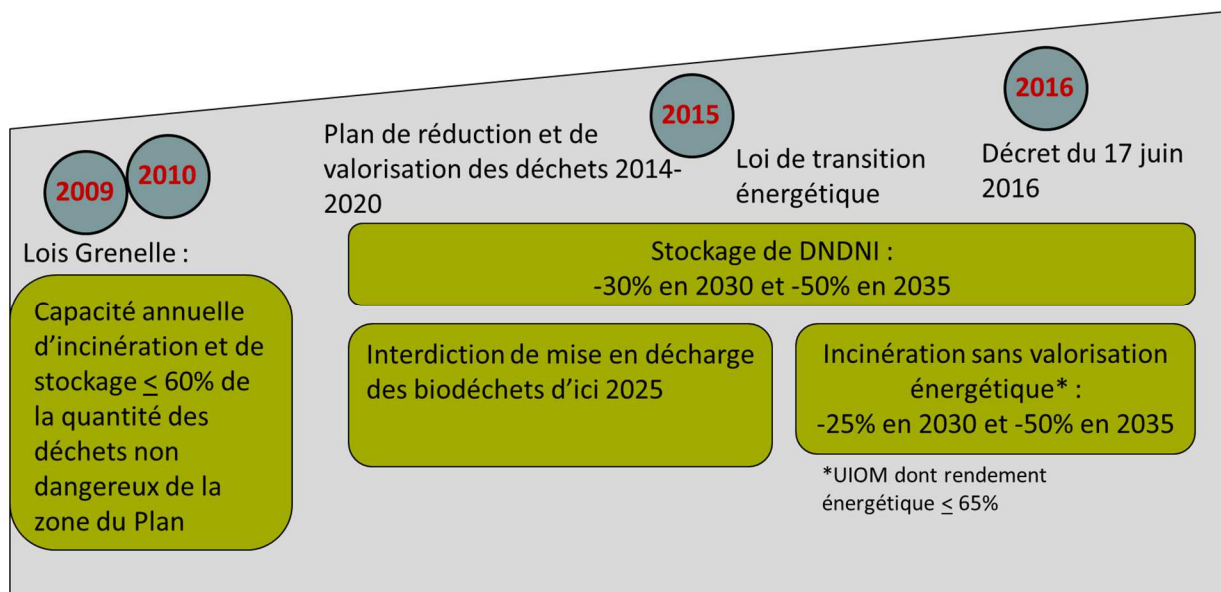 2009
2010
Lois Grenelle :
Capacité annuelle
d’incinération et de
stockage < 60% de
la quantité des
déchets non
dangereux de la
zone du Plan
Plan de réduction et de
valorisation des déchets 2014-
2020
2015
Loi de transition
énergétique
2016
Décret du 17 juin
2016
Stockage de DNDNI :
-30% en 2030 et -50% en 2035
Interdiction de mise en décharge
des biodéchets d’ici 2025
Incinération sans valorisation
énergétique* :
-25% en 2030 et -50% en 2035
*UIOM dont rendement
énergétique < 65%